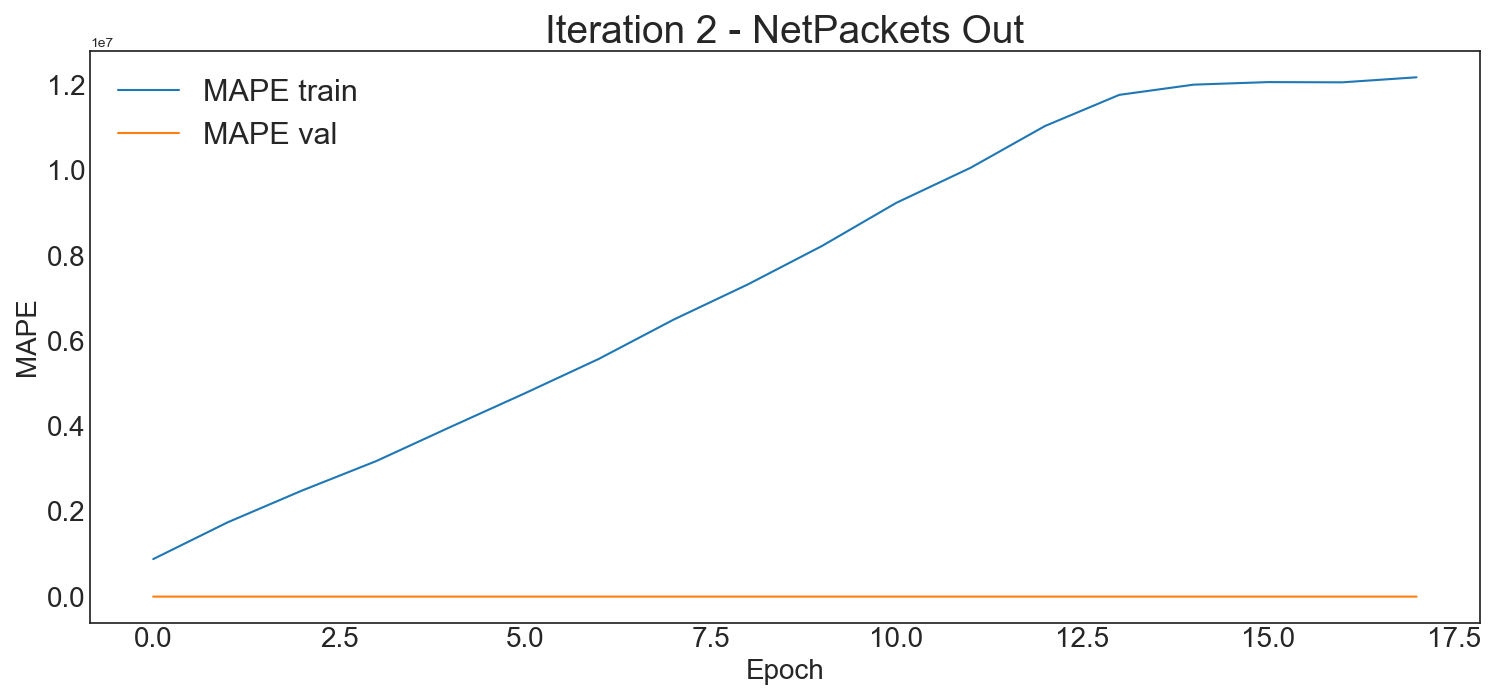 Iteration 2 - NetPackets Out
1e7
MAPE train
MAPE val
1.2
1.0
0.8
0.6
0.4
0.2
0.0
MAPE
0.0 2.5 5.0 7.5 10.0 12.5 15.0 17.5
Epoch